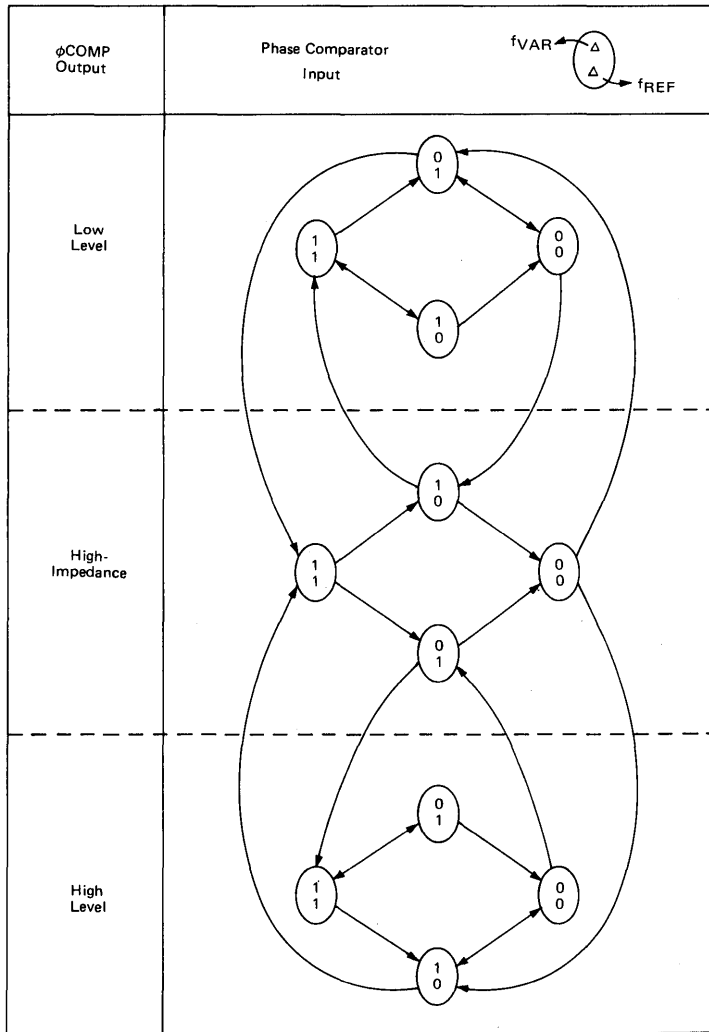 φCOMP
Output
Phase Comparator
Input
fVAR
fREF
Low
Level
0
1
1
1
0
0
1
0
High-
Impedance
1
0
1
1
0
0
0
1
High
Level
0
1
1
1
0
0
1
0